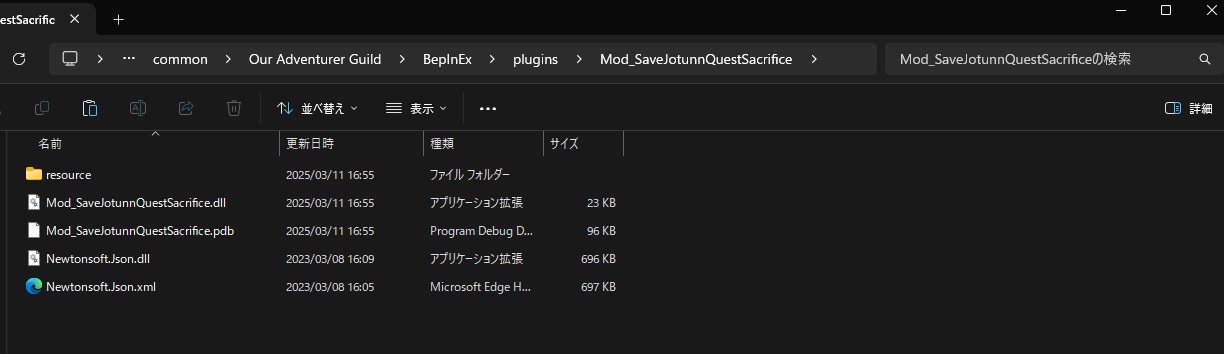 estSacrific
common > Our Adventurer Guild > BepInEx > plugins > Mod_SaveJotunnQuestSacrifice > Mod_SaveJotunnQuestSacrificeの検索
並べ替え 表示 詳細
名前 更新日時 種類 サイズ
resource 2025/03/11 16:55 ファイル フォルダー
Mod_SaveJotunnQuestSacrifice.dll 2025/03/11 16:55 アプリケーション拡張 23 KB
Mod_SaveJotunnQuestSacrifice.pdb 2025/03/11 16:55 Program Debug D... 96 KB
Newtonsoft.Json.dll 2023/03/08 16:09 アプリケーション拡張 696 KB
Newtonsoft.Json.xml 2023/03/08 16:05 Microsoft Edge H... 697 KB